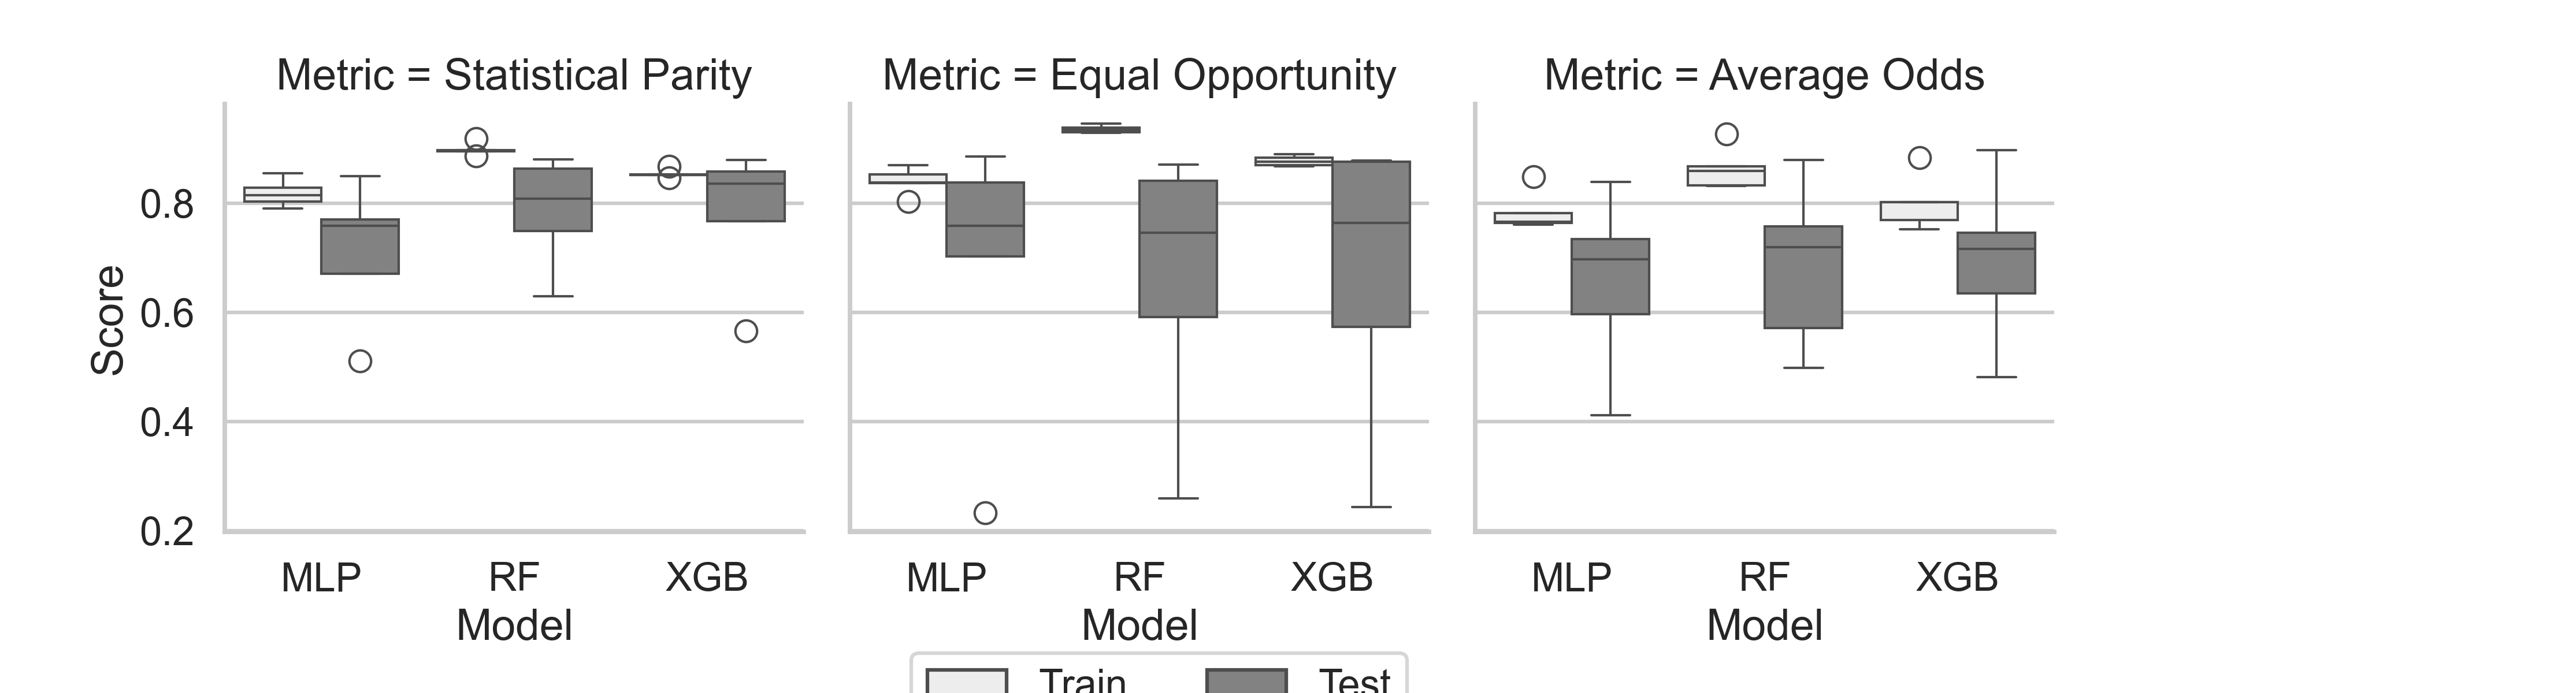 Metric = Statistical Parity
Metric = Equal Opportunity
Metric = Average Odds
Score
0.8
0.6
0.4
0.2
MLP RF XGB
MLP RF XGB
MLP RF XGB
Model
Model
Model
Train Test